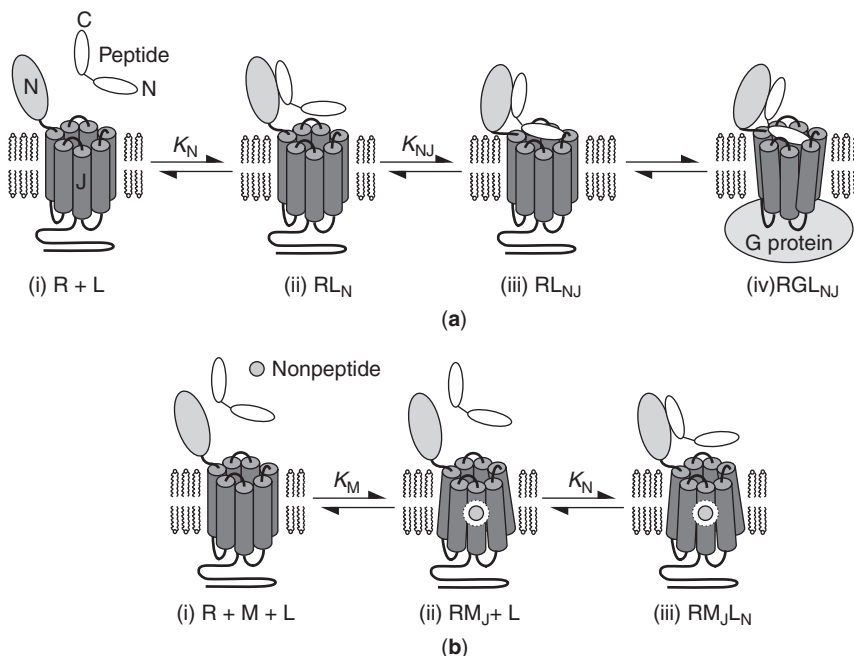 C
Peptide
N
N
J
K_N
K_NJ
G protein
(i) R + L
(ii) RL_N
(iii) RL_NJ
(iv)RGL_NJ
(a)
Nonpeptide
K_M
K_N
(i) R + M + L
(ii) RM_J+ L
(iii) RM_JL_N
(b)